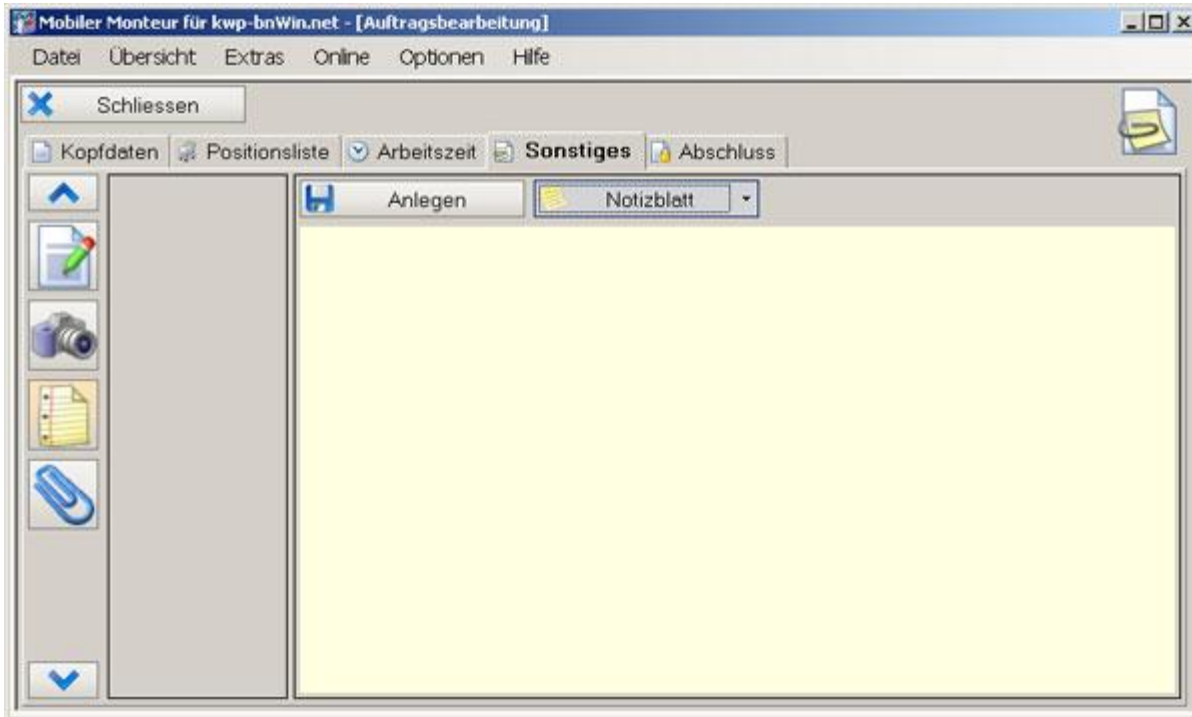 Mobiler Monteur für kwp-bnWin.net - [Auftragsbearbeitung]
Datei Übersicht Extras Online Optionen Hilfe
Schliessen
Kopfdaten Positionsliste Arbeitszeit Sonstiges Abschluss
Anlegen Notizblatt